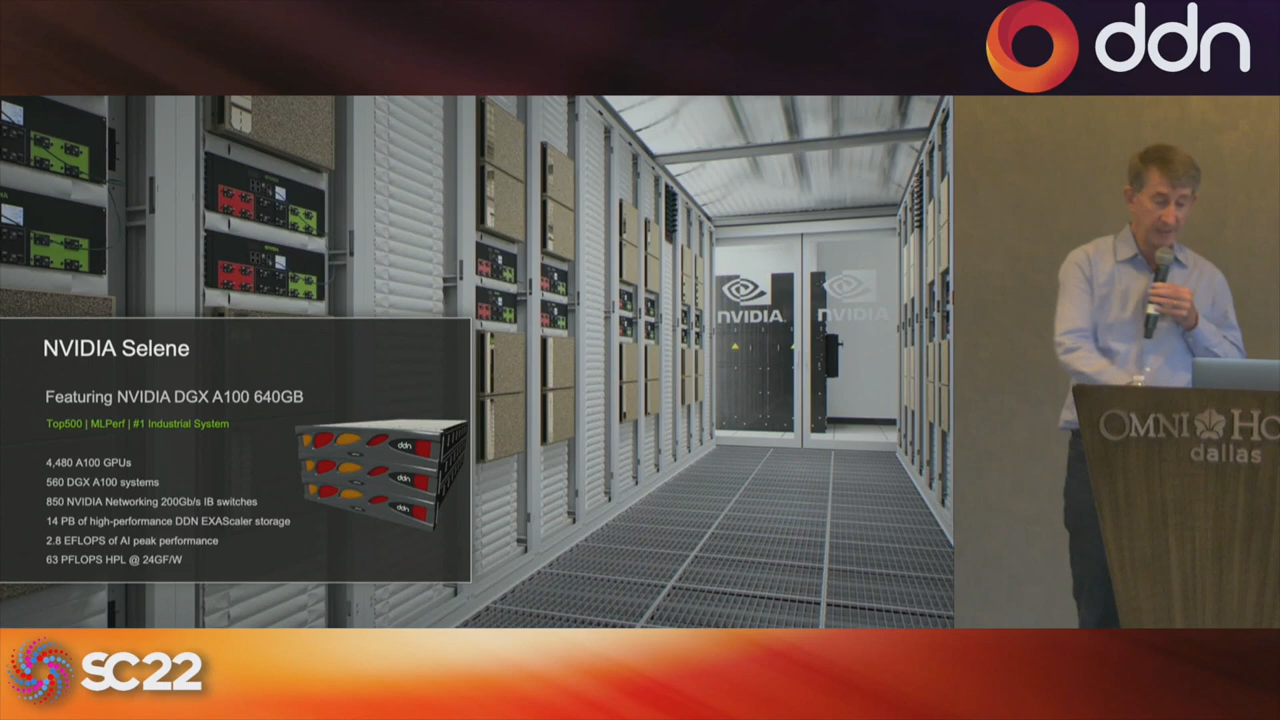 ddn
NVIDIA Selene
Featuring NVIDIA DGX A100 640GB
Top500 | MLPerf | #1 Industrial System
4,480 A100 GPUs
560 DGX A100 systems
850 NVIDIA Networking 200Gb/s IB switches
14 PB of high-performance DDN EXAScaler storage
2.8 EFLOPS of AI peak performance
63 PFLOPS HPL @ 24GF/W
ddn
ddn
ddn
NVIDIA
NVIDIA
OMNI HO
dallas
SC22